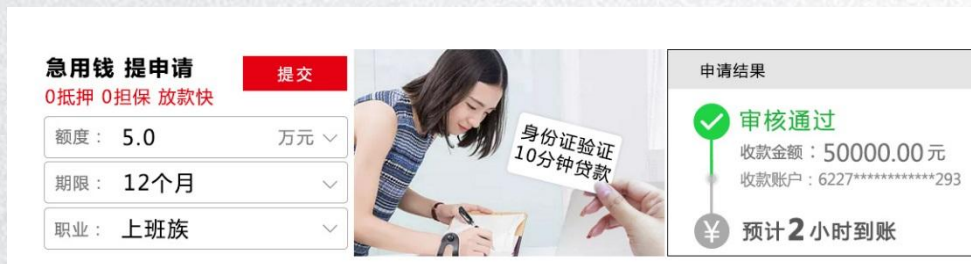 急用钱 提申请
提交
0抵押 0担保 放款快
额度： 5.0 万元
期限： 12个月
职业： 上班族
身份证验证
10分钟贷款
申请结果
审核通过
收款金额：50000.00元
收款账户：6227************293
¥ 预计2小时到账